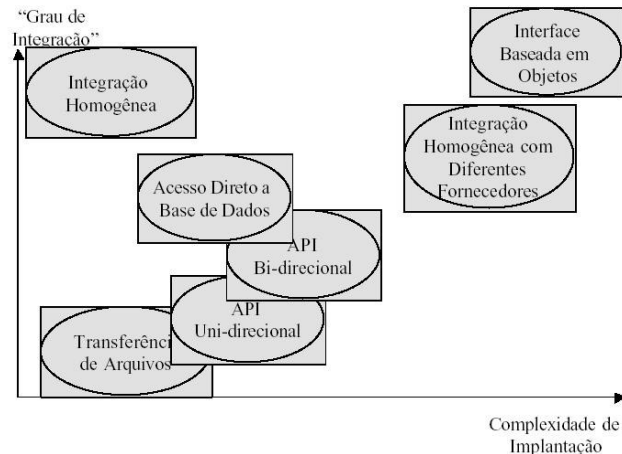 “Grau de
Integração”
Integração
Homogênea
Interface
Baseada em
Objetos
Integração
Homogênea com
Diferentes
Fornecedores
Acesso Direto a
Base de Dados
API
Bi-direcional
API
Uni-direcional
Transferênci
de Arquivos
Complexidade de
Implantação